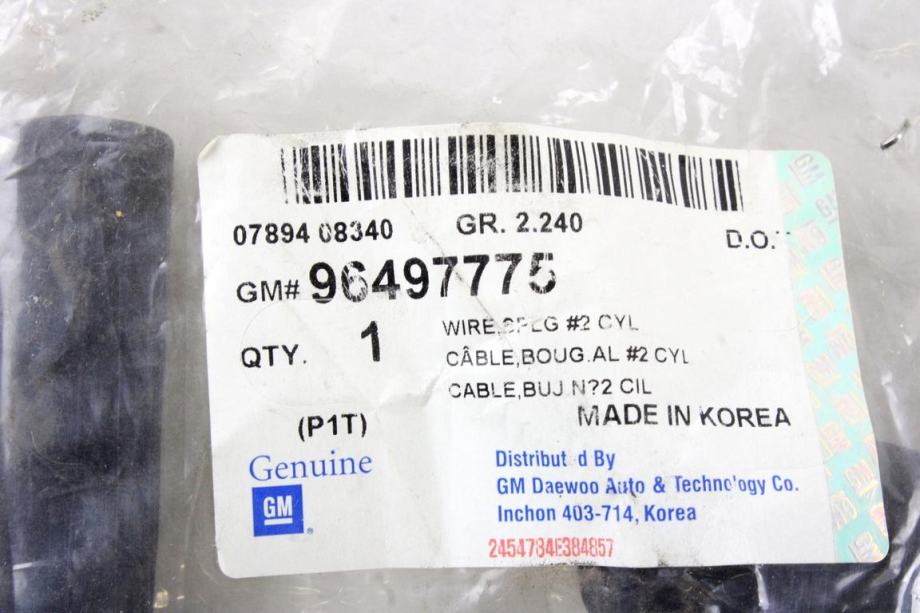 07894 08340 GR. 2.240
D.O.
GM# 96497775
QTY. 1
WIRE,SPLG #2 CYL
CÂBLE,BOUG.AL #2 CYL
CABLE,BUJ N?2 CIL
MADE IN KOREA
(P1T)
Genuine
GM
Distributed By
GM Daewoo Auto & Technology Co.
Inchon 403-714, Korea
2454784E384857